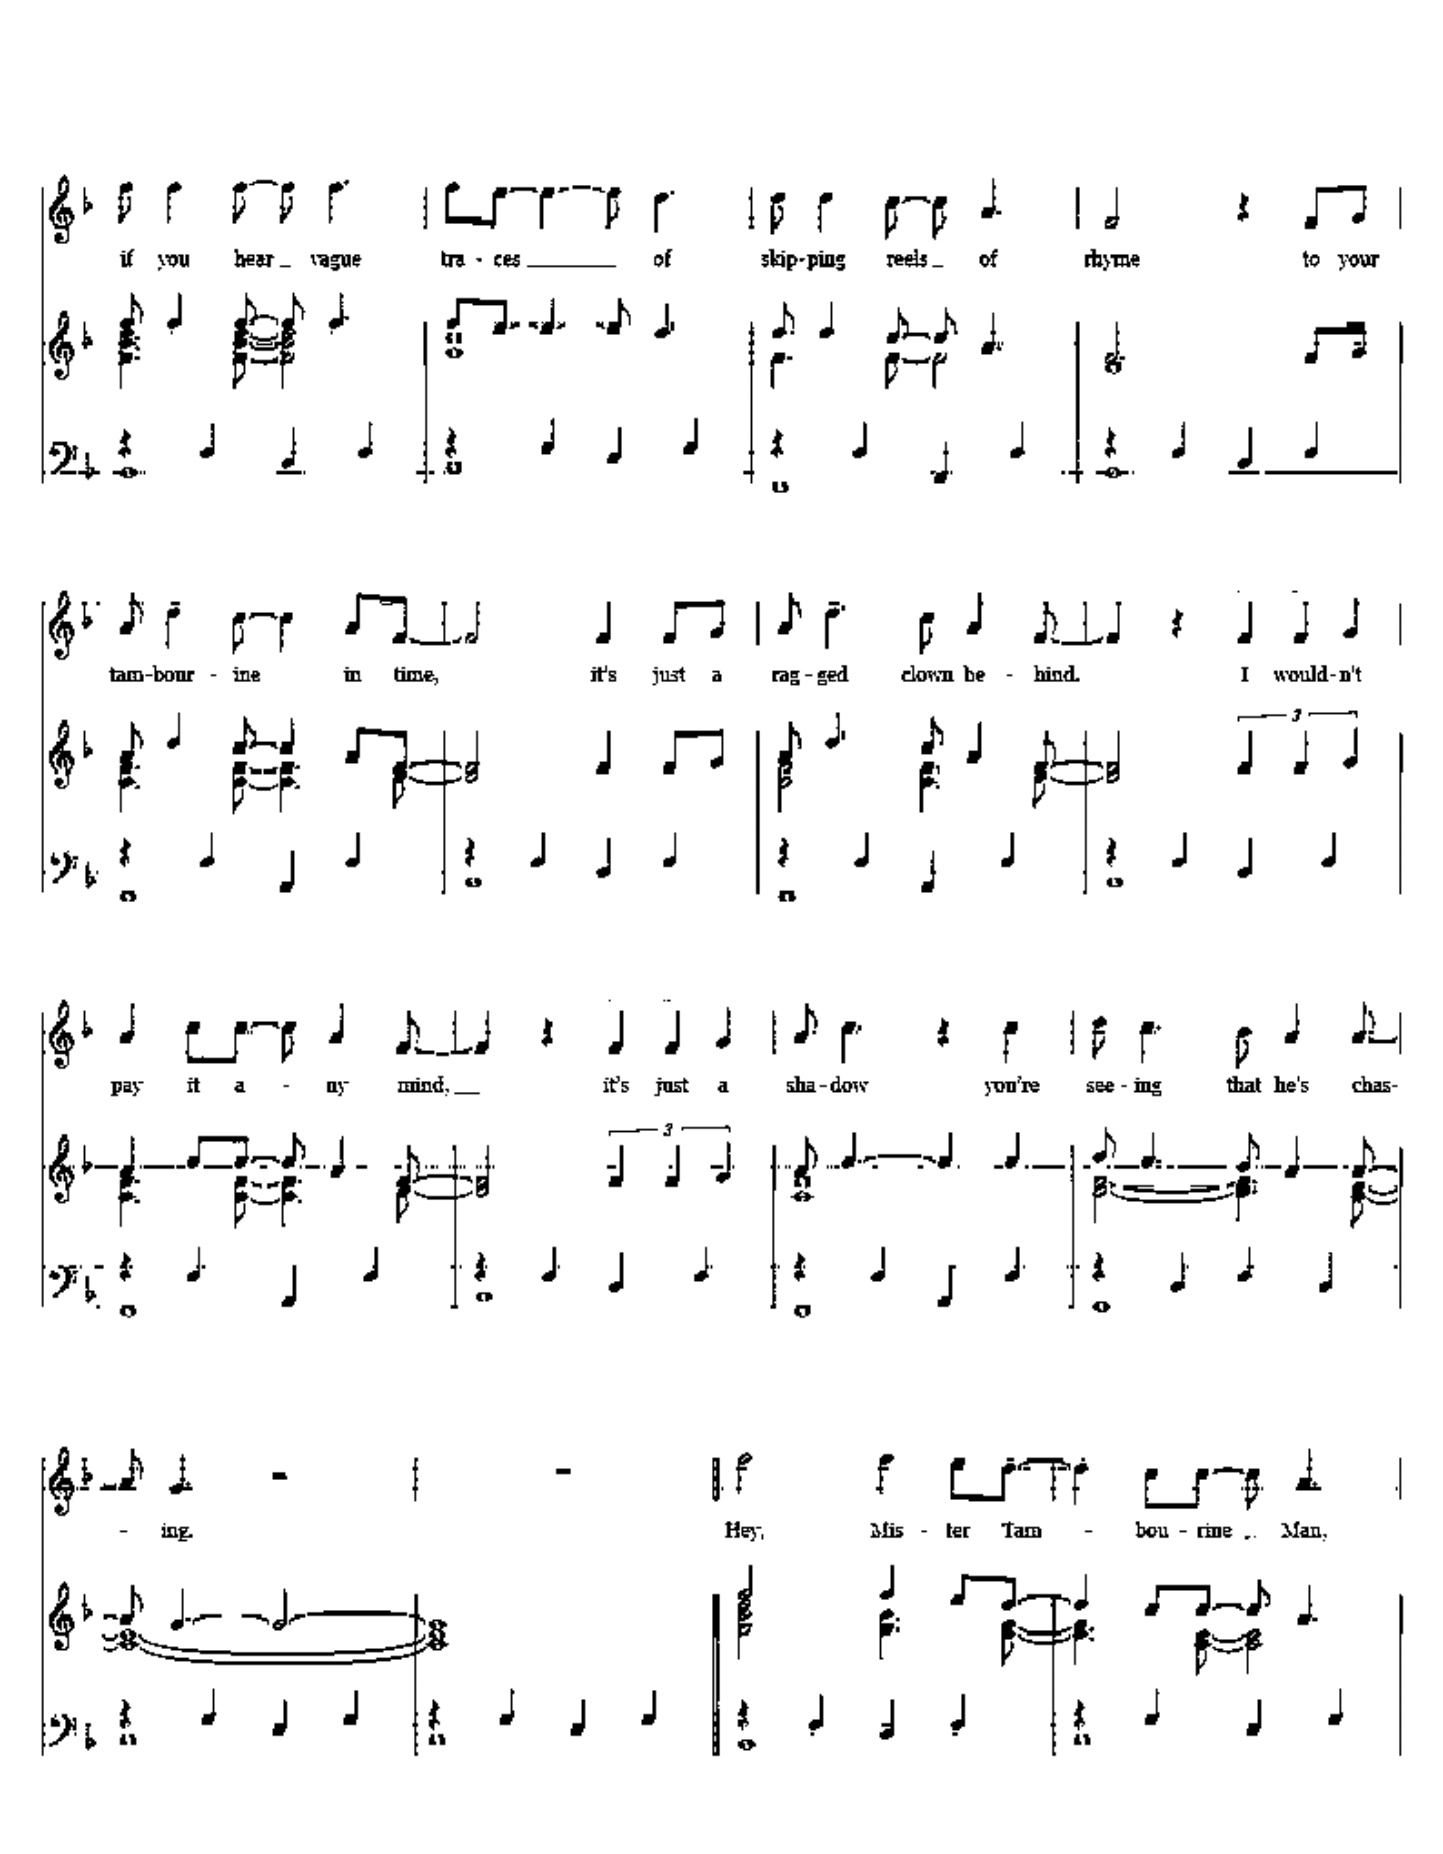 if you hear _ vague tra - ces ________ of skip-ping reels _ of rhyme to your
tam-bour - ine in time, it's just a rag - ged clown be - hind. I would-n't
3
pay it a - ny mind, __ it's just a sha-dow you're see - ing that he's chas-
3
- ing. Hey, Mis - ter Tam - bou - rine _ Man,